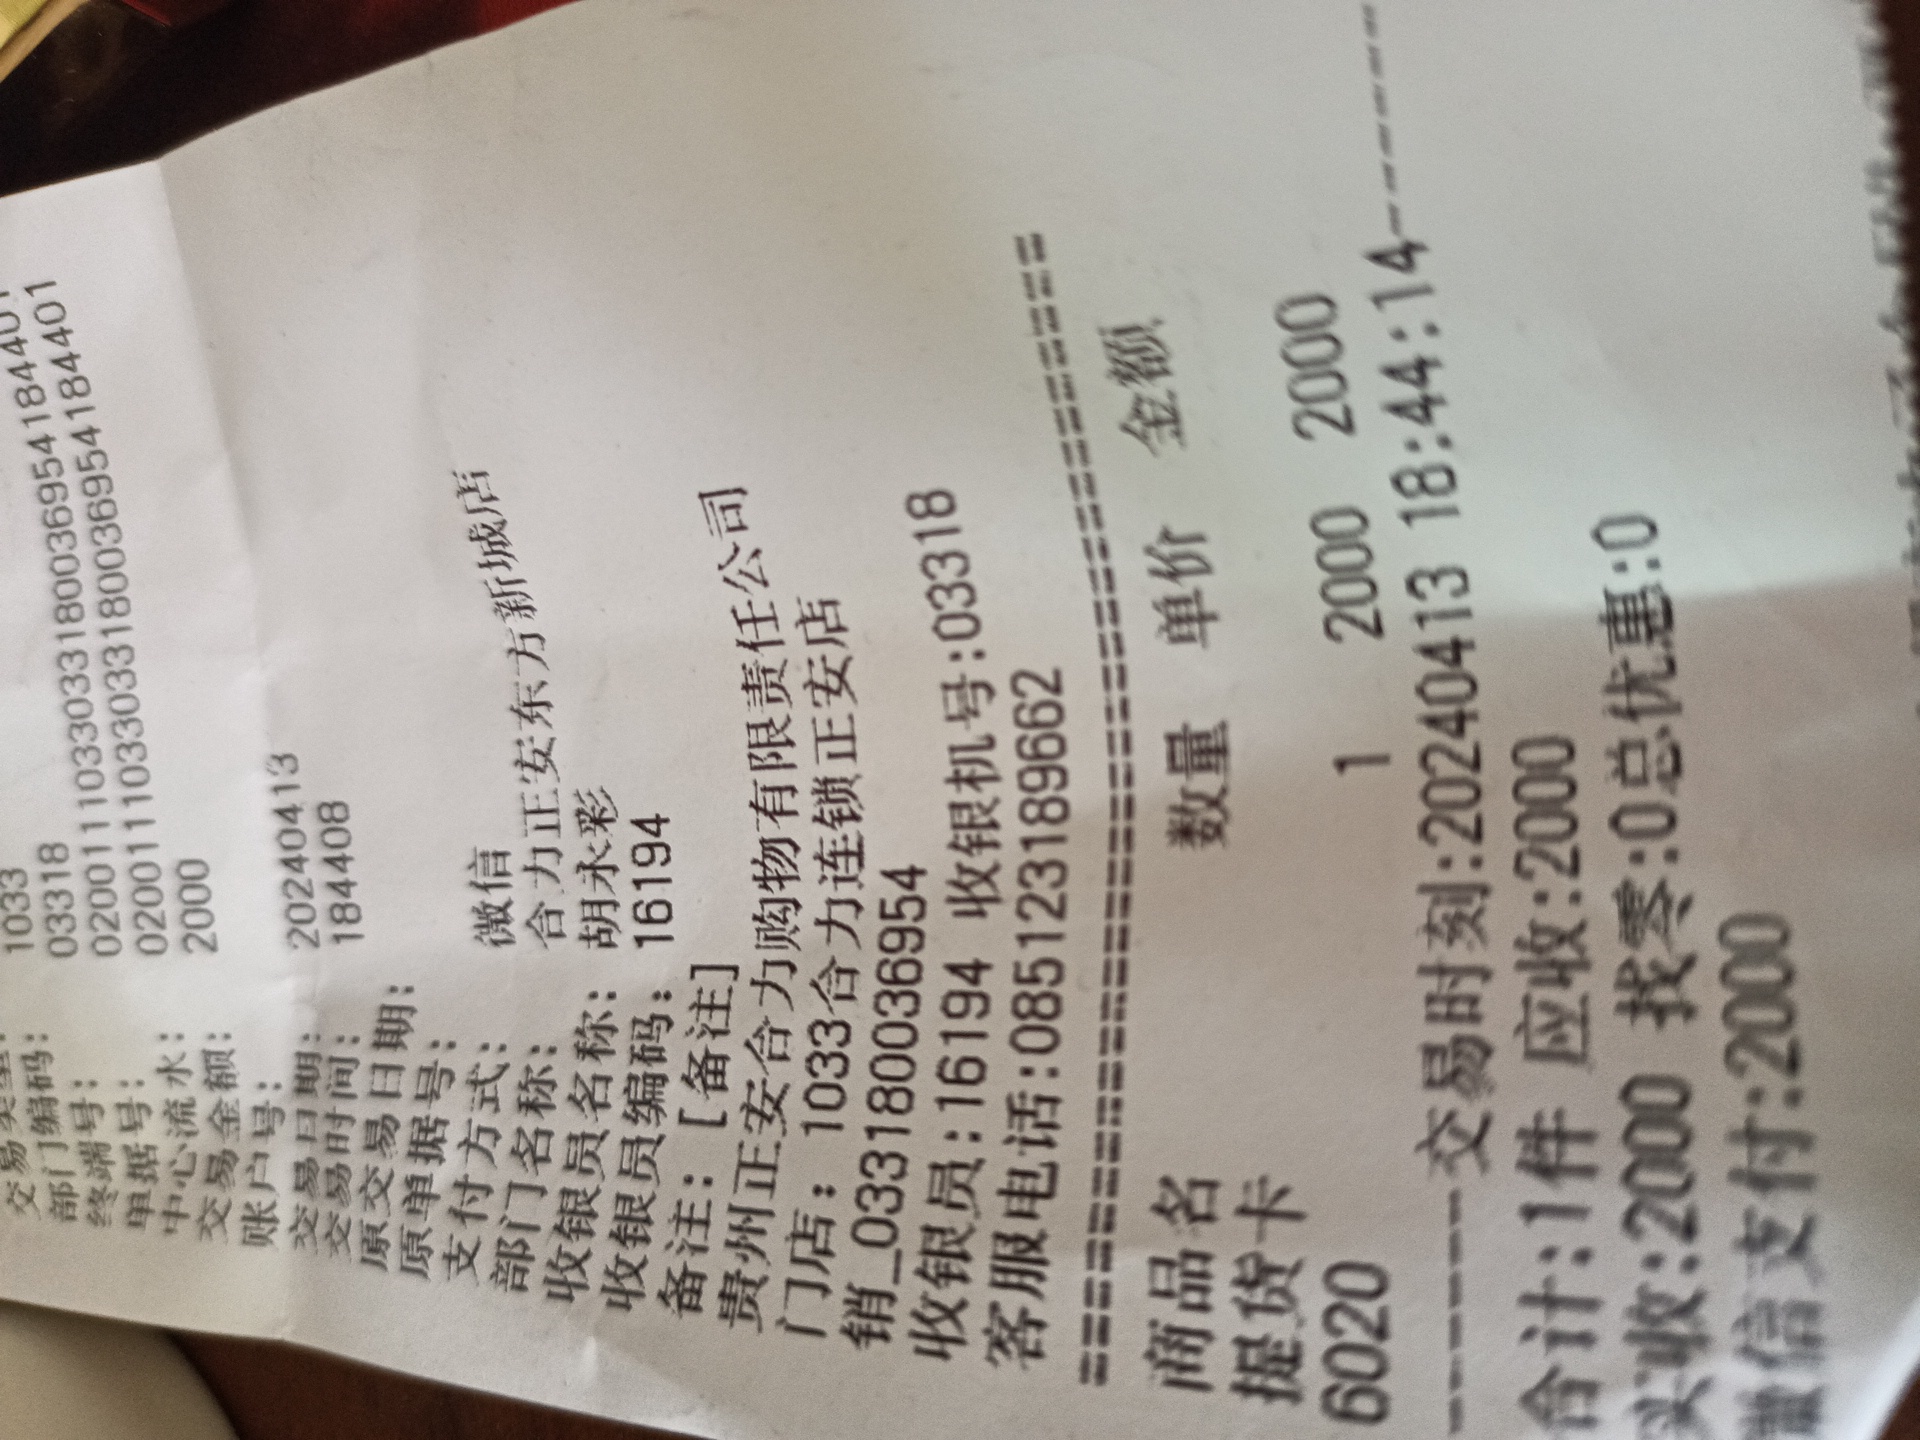 交易类型:
部门编码: 1033
终端号: 03318
单据号: 0200111033033180036954184401
中心流水: 0200111033033180036954184401
交易金额: 2000
账户号:
交易日期: 20240413
交易时间: 184408
原交易日期:
原单据号:
支付方式: 微信
部门名称: 合力正安东方新城店
收银员名称: 胡永彩
收银员编码: 16194
备注: [备注]
贵州正安合力购物有限责任公司
门店: 1033合力连锁正安店
销_0331800036954
收银员:16194 收银机号:03318
客服电话:085123189662
==============================
商品名 数量 单价 金额
提货卡
6020 1 2000 2000
--------交易时刻:20240413 18:44:14--------
合计:1件 应收:2000
实收:2000 找零:0总优惠:0
微信支付:2000